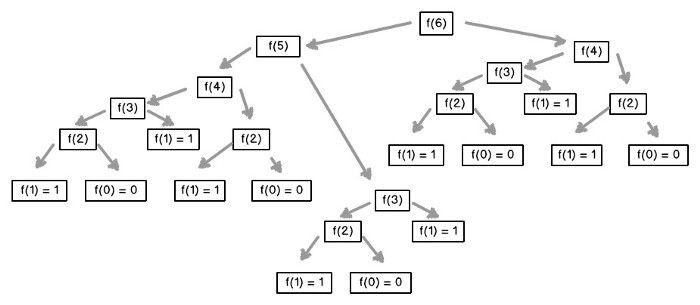 f(6)
f(5)
f(4)
f(3)
f(4)
f(3)
f(2)
f(1) = 1
f(2)
f(2)
f(1) = 1
f(2)
f(1) = 1
f(0) = 0
f(1) = 1
f(0) = 0
f(1) = 1
f(0) = 0
f(1) = 1
f(0) = 0
f(3)
f(2)
f(1) = 1
f(1) = 1
f(0) = 0